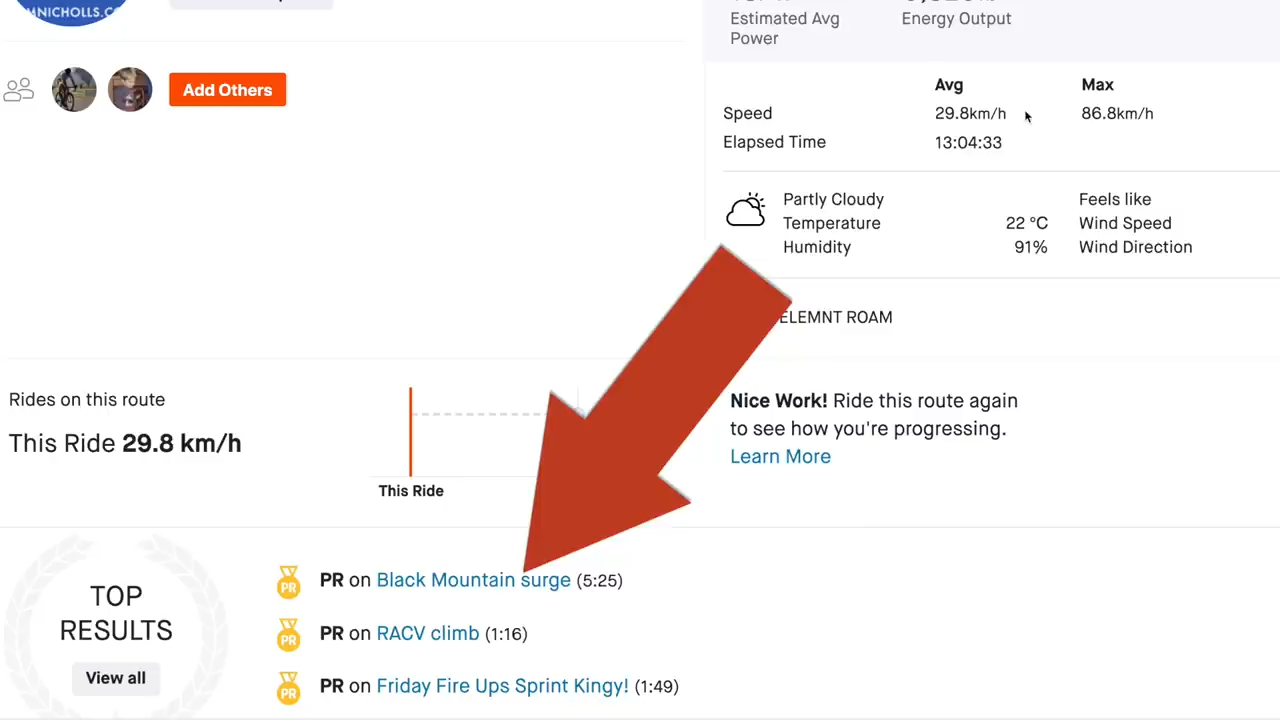 Estimated Avg
Power
Energy Output
Add Others
Avg
Max
Speed
29.8km/h
86.8km/h
Elapsed Time
13:04:33
Partly Cloudy
Feels like
Temperature
22 °C
Wind Speed
Humidity
91%
Wind Direction
ELEMNT ROAM
Rides on this route
This Ride 29.8 km/h
This Ride
Nice Work! Ride this route again
to see how you're progressing.
Learn More
TOP
RESULTS
View all
PR
PR on Black Mountain surge (5:25)
PR
PR on RACV climb (1:16)
PR
PR on Friday Fire Ups Sprint Kingy! (1:49)